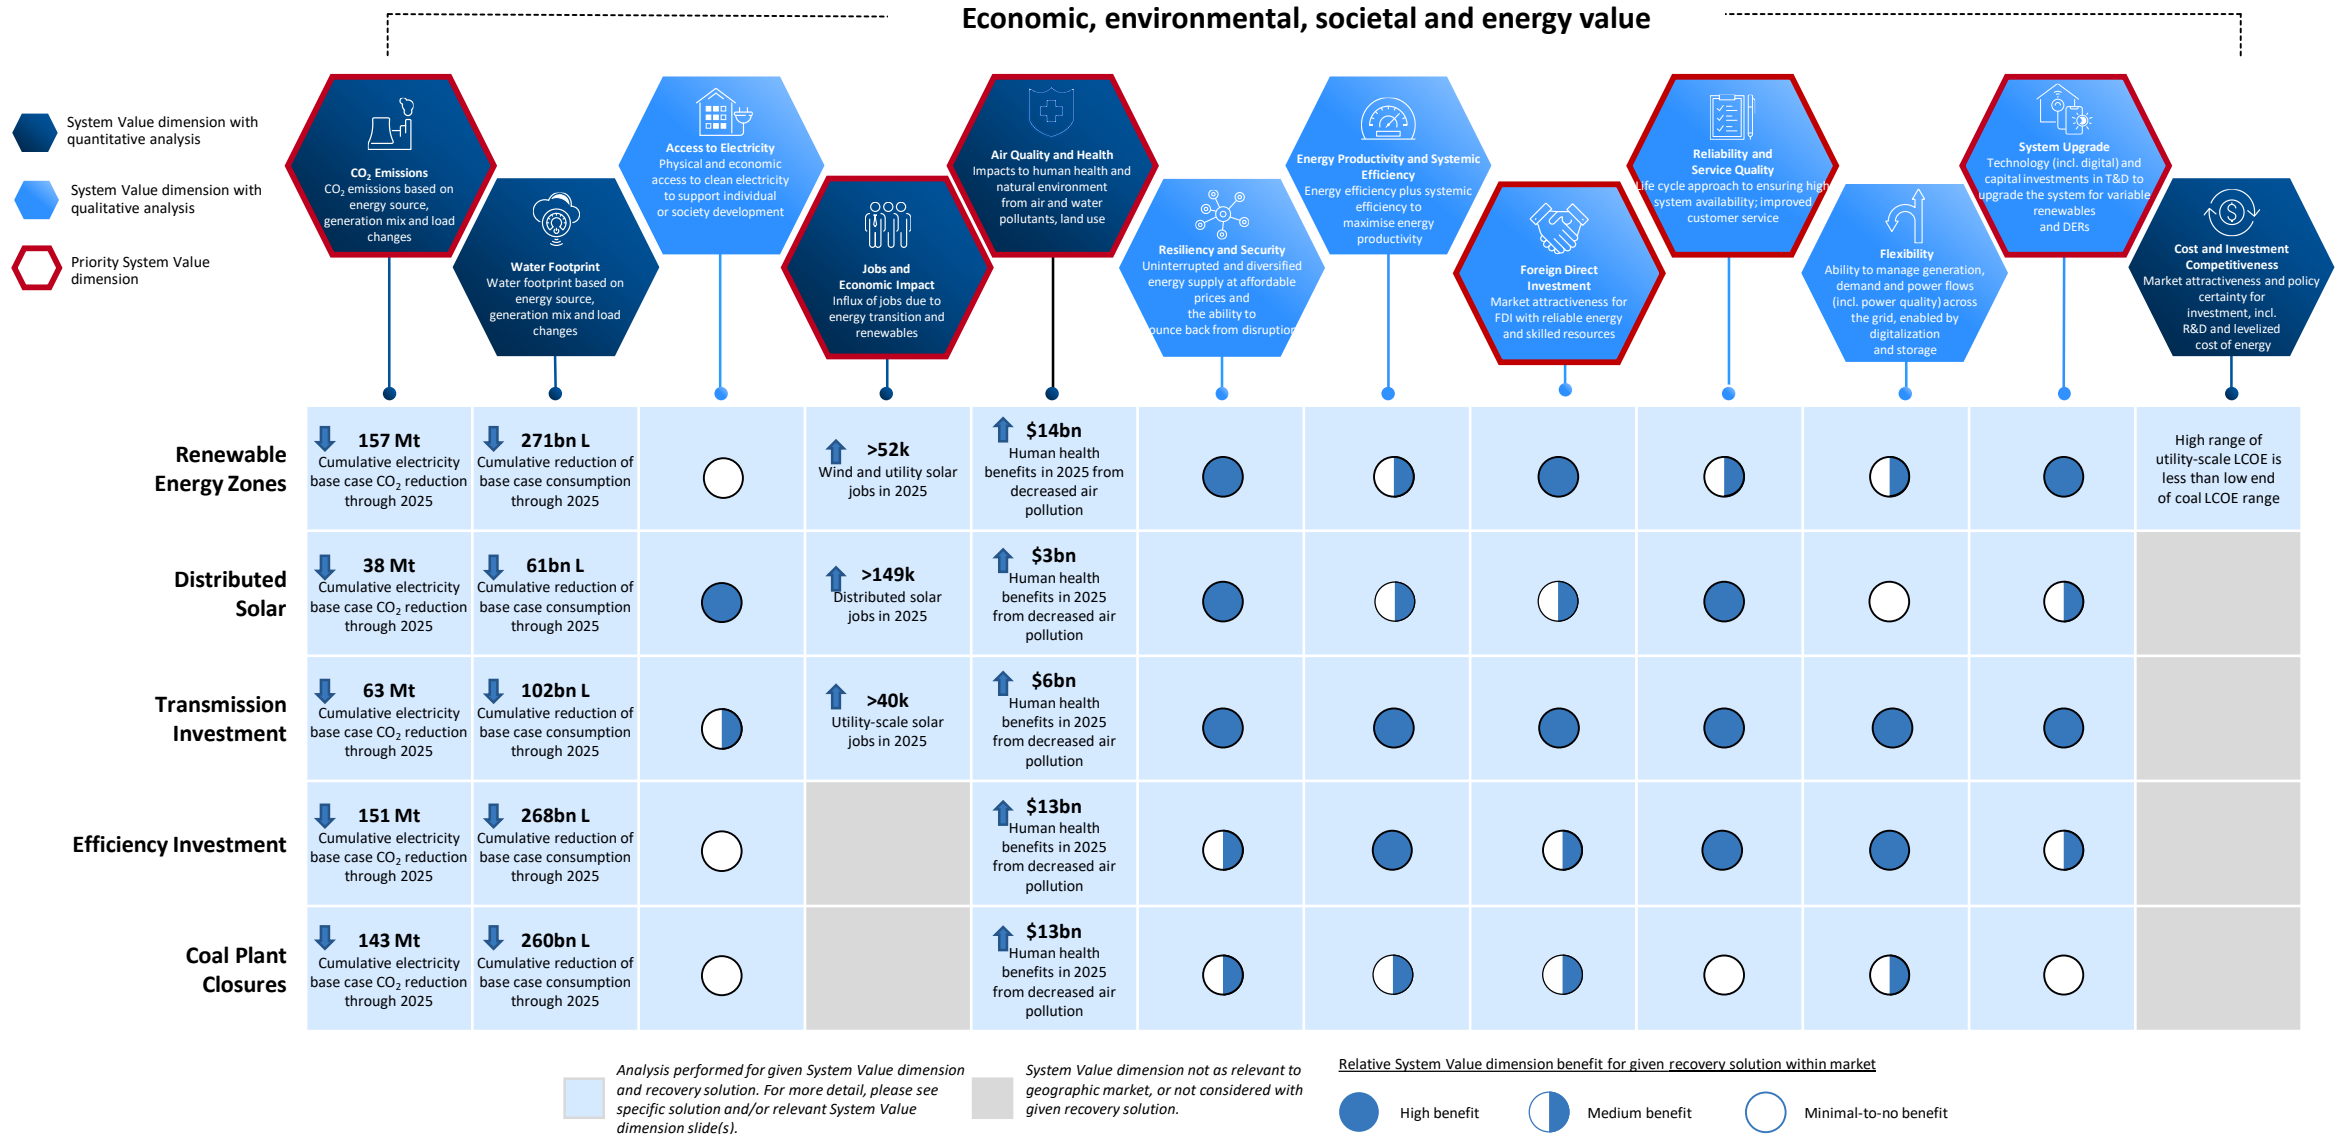 Economic, environmental, societal and energy value
System Value dimension with
quantitative analysis
System Value dimension with
qualitative analysis
Priority System Value
dimension
CO₂ Emissions
CO₂ emissions based on
energy source,
generation mix and load
changes
Water Footprint
Water footprint based on
energy source,
generation mix and load
changes
Access to Electricity
Physical and economic
access to clean electricity
to support individual
or society development
Jobs and
Economic Impact
Influx of jobs due to
energy transition and
renewables
Air Quality and Health
Impacts to human health and
natural environment
from air and water
pollutants, land use
Resiliency and Security
Uninterrupted and diversified
energy supply at affordable
prices and
the ability to
ounce back from disruption
Energy Productivity and Systemic
Efficiency
Energy efficiency plus systemic
efficiency to
maximise energy
productivity
Foreign Direct
Investment
Market attractiveness for
FDI with reliable energy
and skilled resources
Reliability and
Service Quality
Life cycle approach to ensuring high
system availability; improved
customer service
Flexibility
Ability to manage generation,
demand and power flows
(incl. power quality) across
the grid, enabled by
digitalization
and storage
System Upgrade
Technology (incl. digital) and
capital investments in T&D to
upgrade the system for variable
renewables
and DERs
Cost and Investment
Competitiveness
Market attractiveness and policy
certainty for
investment, incl.
R&D and levelized
cost of energy
Renewable
Energy Zones
157 Mt
Cumulative electricity
base case CO₂ reduction
through 2025
271bn L
Cumulative reduction of
base case consumption
through 2025
>52k
Wind and utility solar
jobs in 2025
$14bn
Human health
benefits in 2025 from
decreased air
pollution
High range of
utility-scale LCOE is
less than low end
of coal LCOE range
Distributed
Solar
38 Mt
Cumulative electricity
base case CO₂ reduction
through 2025
61bn L
Cumulative reduction of
base case consumption
through 2025
>149k
Distributed solar
jobs in 2025
$3bn
Human health
benefits in 2025
from decreased air
pollution
Transmission
Investment
63 Mt
Cumulative electricity
base case CO₂ reduction
through 2025
102bn L
Cumulative reduction of
base case consumption
through 2025
>40k
Utility-scale solar
jobs in 2025
$6bn
Human health
benefits in 2025
from decreased air
pollution
Efficiency Investment
151 Mt
Cumulative electricity
base case CO₂ reduction
through 2025
268bn L
Cumulative reduction of
base case consumption
through 2025
$13bn
Human health
benefits in 2025
from decreased air
pollution
Coal Plant
Closures
143 Mt
Cumulative electricity
base case CO₂ reduction
through 2025
260bn L
Cumulative reduction of
base case consumption
through 2025
$13bn
Human health
benefits in 2025
from decreased air
pollution
Analysis performed for given System Value dimension
and recovery solution. For more detail, please see
specific solution and/or relevant System Value
dimension slide(s).
System Value dimension not as relevant to
geographic market, or not considered with
given recovery solution.
Relative System Value dimension benefit for given recovery solution within market
High benefit
Medium benefit
Minimal-to-no benefit